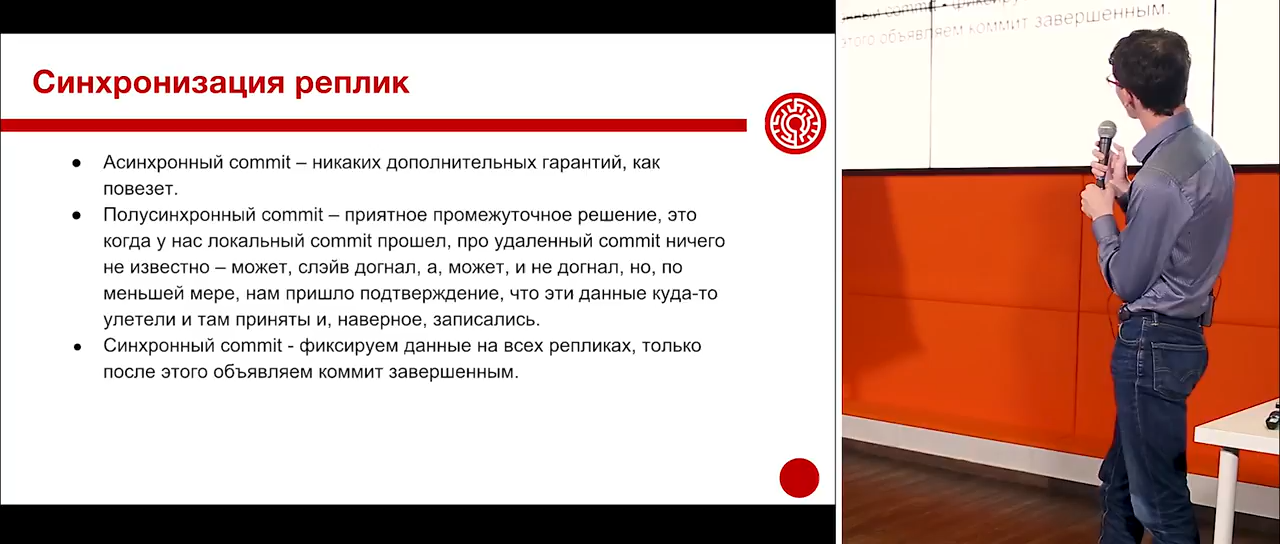 Синхронизация реплик
● Асинхронный commit – никаких дополнительных гарантий, как
повезет.
● Полусинхронный commit – приятное промежуточное решение, это
когда у нас локальный commit прошел, про удаленный commit ничего
не известно – может, слэйв догнал, а, может, и не догнал, но, по
меньшей мере, нам пришло подтверждение, что эти данные куда-то
улетели и там приняты и, наверное, записались.
● Синхронный commit - фиксируем данные на всех репликах, только
после этого объявляем коммит завершенным.
commit -
этого объявляем коммит завершенным.